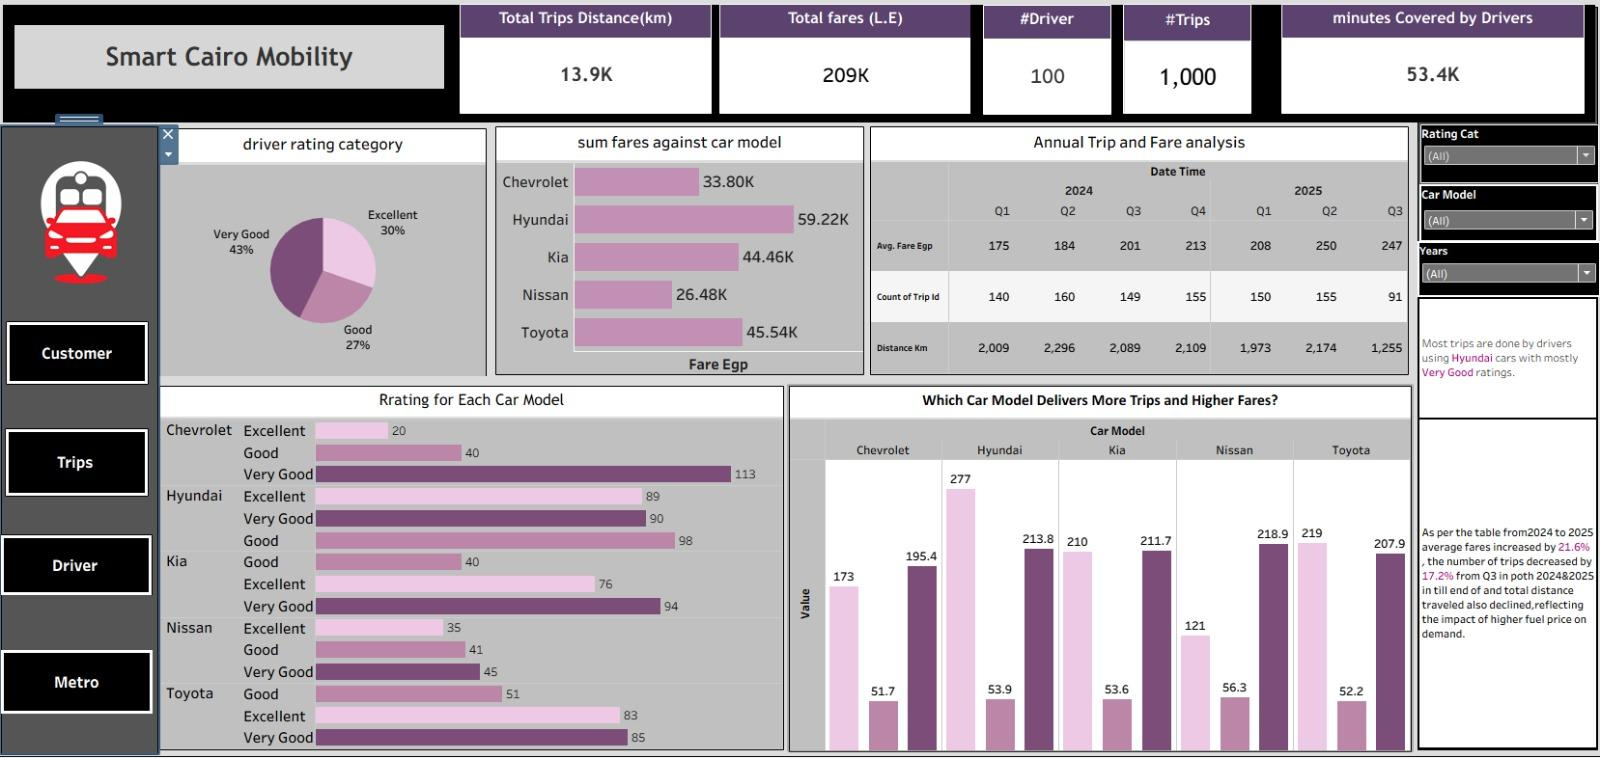 Smart Cairo Mobility
Total Trips Distance(km)
13.9K
Total fares (L.E)
209K
#Driver
100
#Trips
1,000
minutes Covered by Drivers
53.4K
Customer
Trips
Driver
Metro
driver rating category
Excellent
30%
Very Good
43%
Good
27%
sum fares against car model
Chevrolet 33.80K
Hyundai 59.22K
Kia 44.46K
Nissan 26.48K
Toyota 45.54K
Fare Egp
Annual Trip and Fare analysis
Date Time
2024 2025
Q1 Q2 Q3 Q4 Q1 Q2 Q3
Avg. Fare Egp 175 184 201 213 208 250 247
Count of Trip Id 140 160 149 155 150 155 91
Distance Km 2,009 2,296 2,089 2,109 1,973 2,174 1,255
Rating Cat
(All)
Car Model
(All)
Years
(All)
Most trips are done by drivers
using Hyundai cars with mostly
Very Good ratings.
Rrating for Each Car Model
Chevrolet Excellent 20
Good 40
Very Good 113
Hyundai Excellent 89
Very Good 90
Good 98
Kia Good 40
Excellent 76
Very Good 94
Nissan Excellent 35
Good 41
Very Good 45
Toyota Good 51
Excellent 83
Very Good 85
Which Car Model Delivers More Trips and Higher Fares?
Car Model
Chevrolet Hyundai Kia Nissan Toyota
Value
173 51.7 195.4
277 53.9 213.8
210 53.6 211.7
121 56.3 218.9
219 52.2 207.9
As per the table from2024 to 2025
average fares increased by 21.6%
, the number of trips decreased by
17.2% from Q3 in poth 2024&2025
in till end of and total distance
traveled also declined,reflecting
the impact of higher fuel price on
demand.